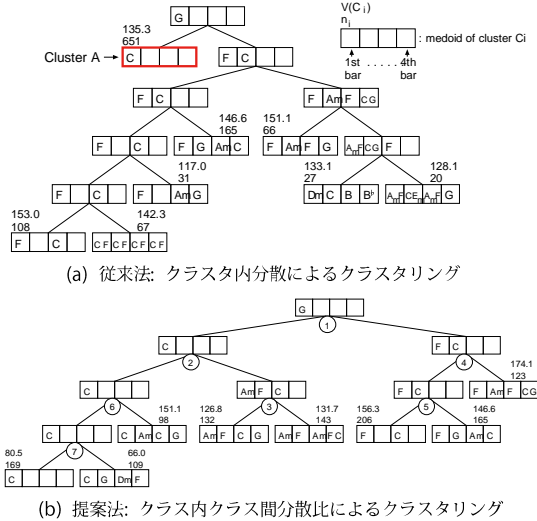 V(C i)
n i
135.3
651
G
: medoid of cluster Ci
Cluster A
C
F C
1st bar . . . . . 4th bar
F C
F Am F C G
146.6
165
151.1
66
F C
F G Am C
F Am F G
Am F C G F
117.0
31
133.1
27
128.1
20
F C
F Am G
Dm C B B♭
Am F C Em Am F G
153.0
108
142.3
67
F C
C F C F C F C F
(a) 従来法: クラスタ内分散によるクラスタリング
G
1
C
F C
2
4
174.1
123
C
Am F C
F C
F Am F C G
6
3
5
151.1
98
126.8
132
131.7
143
156.3
206
146.6
165
C
C Am C G
Am F C G
Am F Am F C
F C
F G Am C
7
80.5
169
66.0
109
C
C G Dm F
(b) 提案法: クラス内クラス間分散比によるクラスタリング